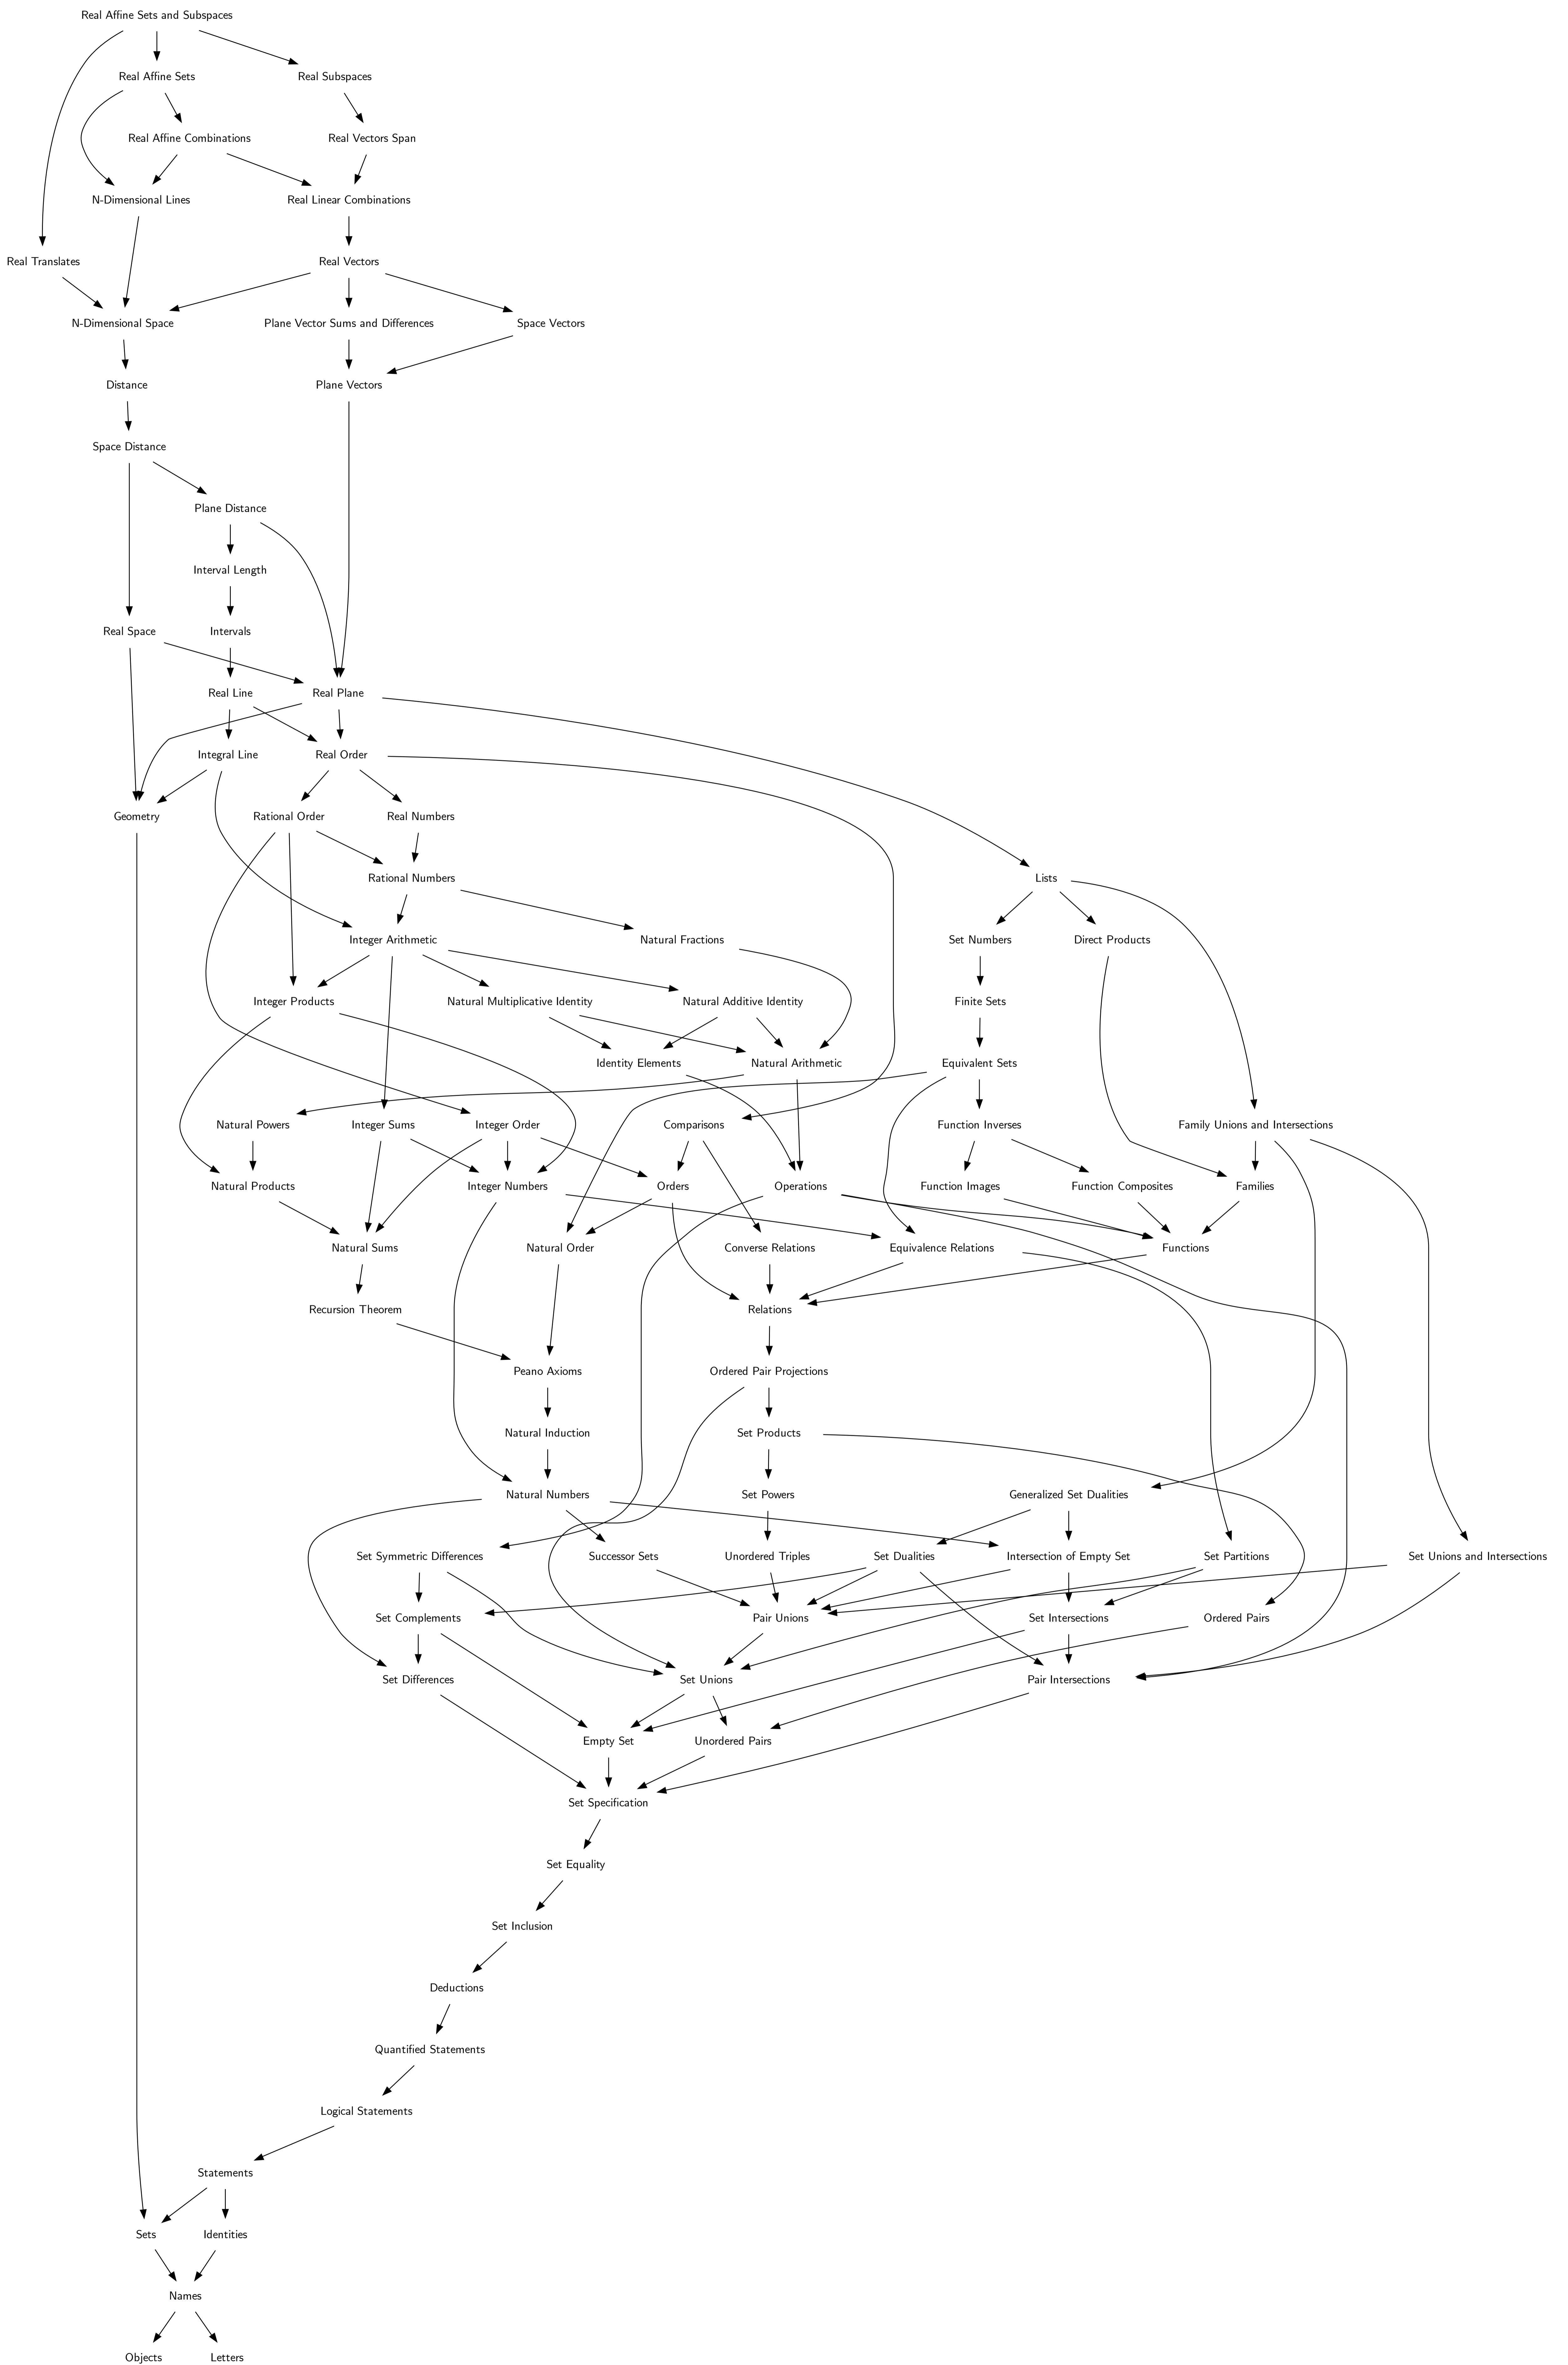 Real Affine Sets and Subspaces
Real Affine Sets
Real Subspaces
Real Affine Combinations
Real Vectors Span
N-Dimensional Lines
Real Linear Combinations
Real Translates
Real Vectors
N-Dimensional Space
Plane Vector Sums and Differences
Space Vectors
Distance
Plane Vectors
Space Distance
Plane Distance
Interval Length
Real Space
Intervals
Real Line
Real Plane
Integral Line
Real Order
Geometry
Rational Order
Real Numbers
Rational Numbers
Lists
Integer Arithmetic
Natural Fractions
Set Numbers
Direct Products
Integer Products
Natural Multiplicative Identity
Natural Additive Identity
Finite Sets
Identity Elements
Natural Arithmetic
Equivalent Sets
Natural Powers
Integer Sums
Integer Order
Comparisons
Function Inverses
Family Unions and Intersections
Natural Products
Integer Numbers
Orders
Operations
Function Images
Function Composites
Families
Natural Sums
Natural Order
Converse Relations
Equivalence Relations
Functions
Recursion Theorem
Relations
Peano Axioms
Ordered Pair Projections
Natural Induction
Set Products
Natural Numbers
Set Powers
Generalized Set Dualities
Set Symmetric Differences
Successor Sets
Unordered Triples
Set Dualities
Intersection of Empty Set
Set Partitions
Set Unions and Intersections
Set Complements
Pair Unions
Set Intersections
Ordered Pairs
Set Differences
Set Unions
Pair Intersections
Empty Set
Unordered Pairs
Set Specification
Set Equality
Set Inclusion
Deductions
Quantified Statements
Logical Statements
Statements
Sets
Identities
Names
Objects
Letters